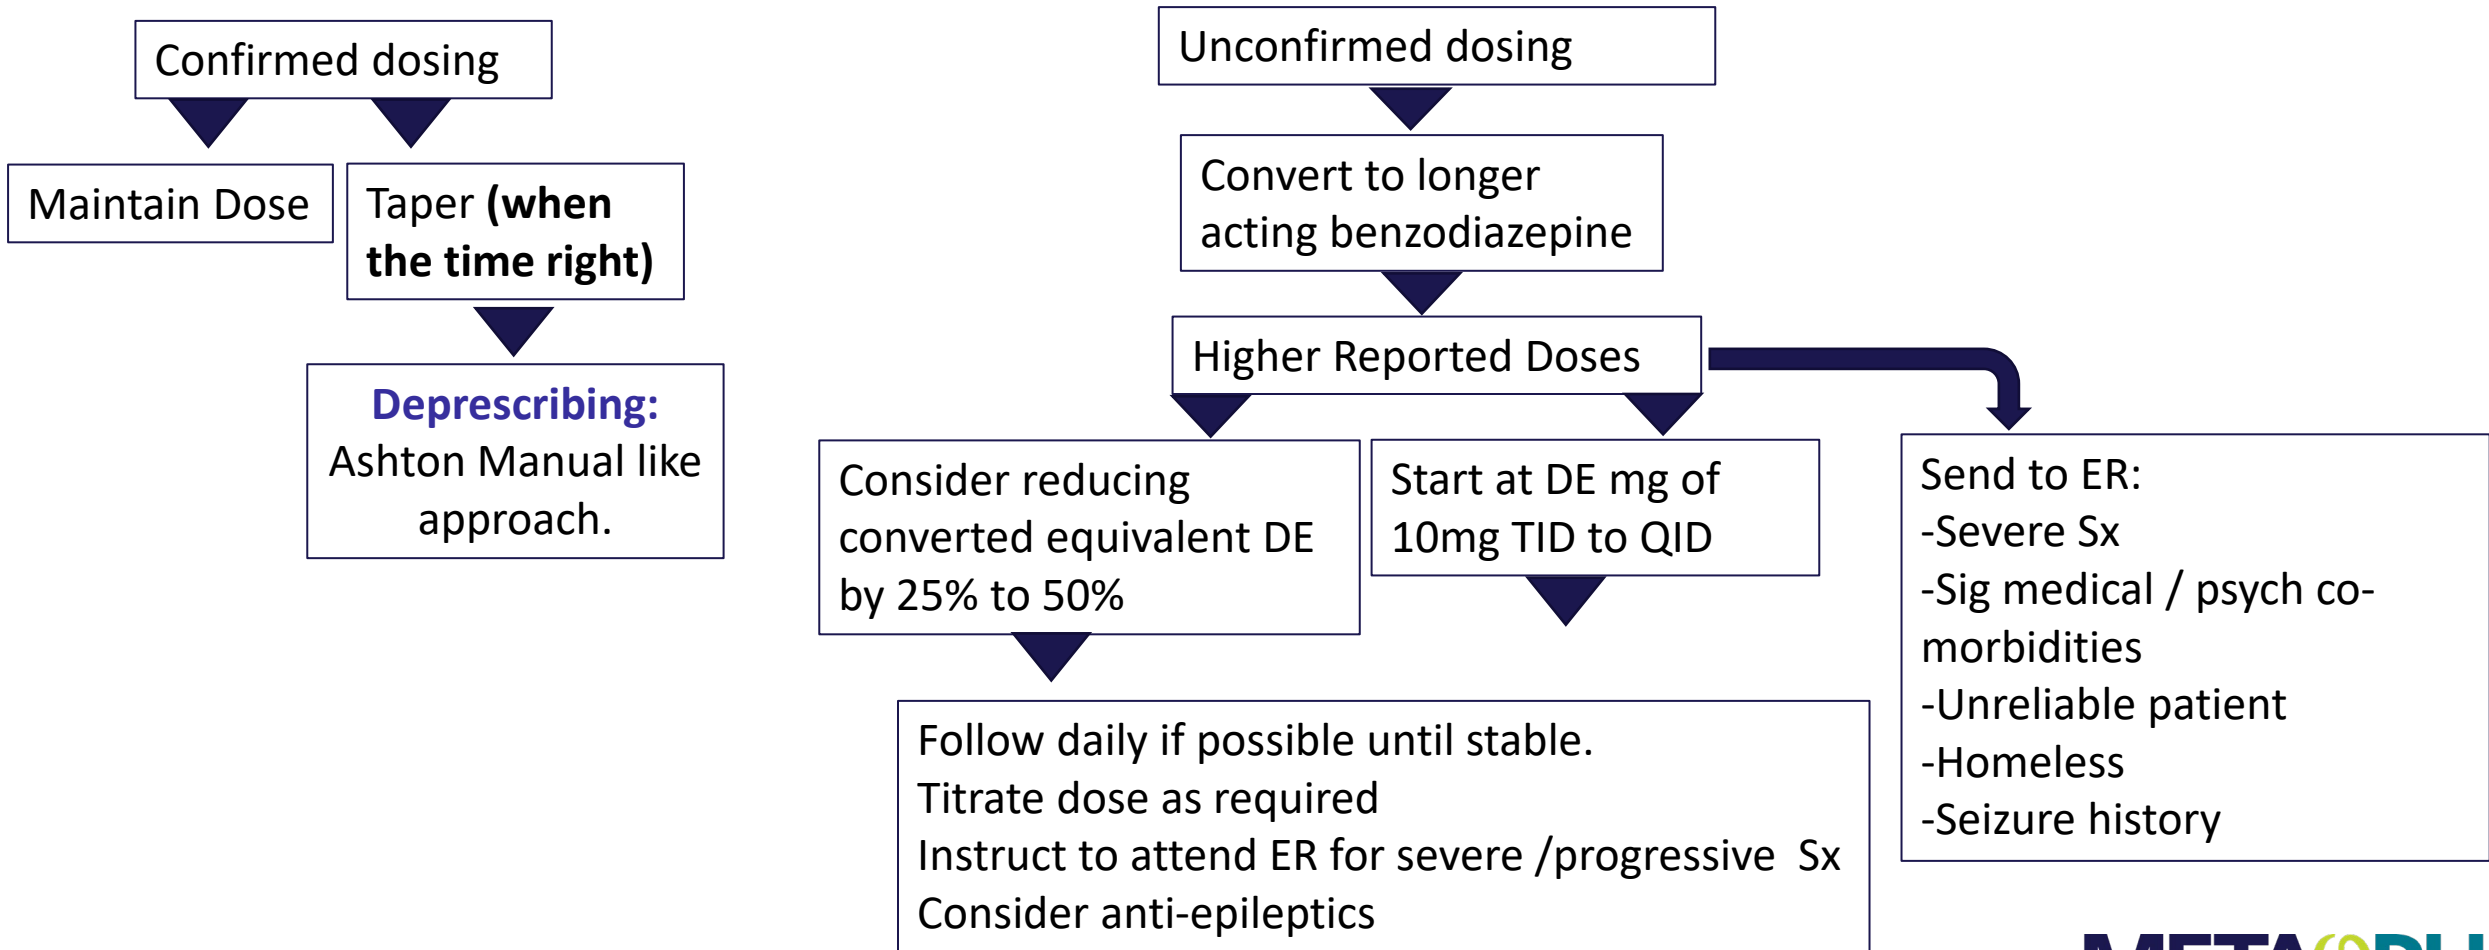 Confirmed dosing
Maintain Dose
Taper (when
the time right)
Deprescribing:
Ashton Manual like
approach.
Unconfirmed dosing
Convert to longer
acting benzodiazepine
Higher Reported Doses
Consider reducing
converted equivalent DE
by 25% to 50%
Start at DE mg of
10mg TID to QID
Send to ER:
-Severe Sx
-Sig medical / psych co-
morbidities
-Unreliable patient
-Homeless
-Seizure history
Follow daily if possible until stable.
Titrate dose as required
Instruct to attend ER for severe /progressive  Sx
Consider anti-epileptics